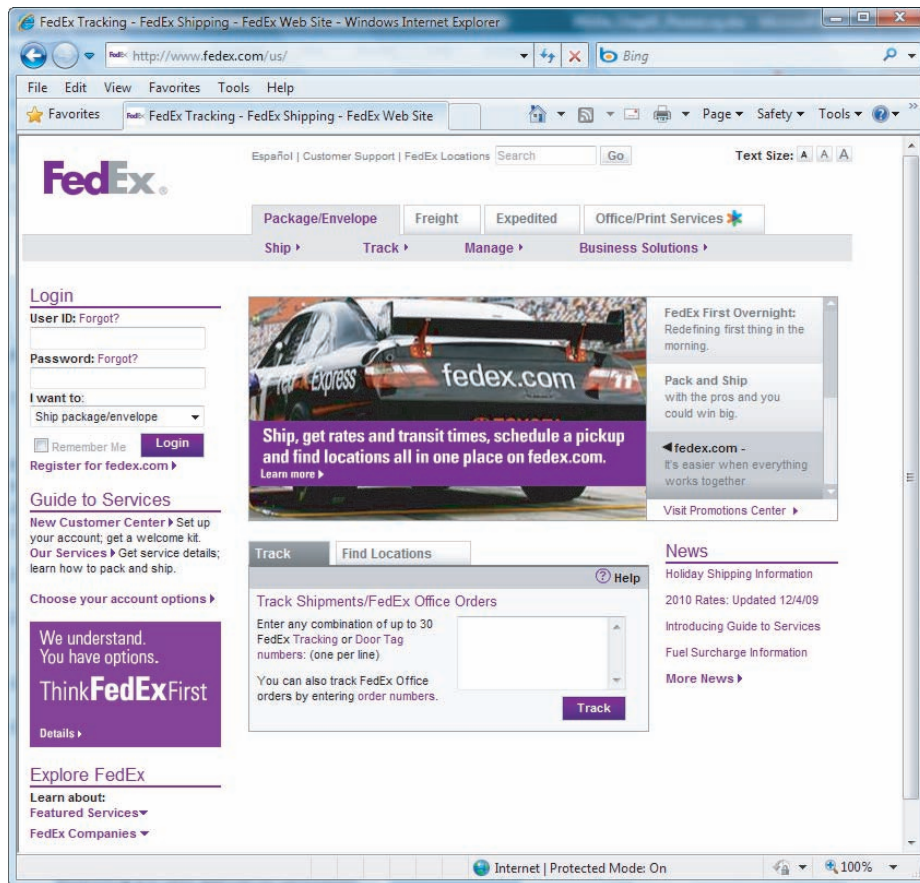 FedEx Tracking - FedEx Shipping - FedEx Web Site - Windows Internet Explorer
FedEx http://www.fedex.com/us/
Bing
File Edit View Favorites Tools Help
Favorites FedEx FedEx Tracking - FedEx Shipping - FedEx Web Site Page Safety Tools
FedEx®
Español | Customer Support | FedEx Locations Search Go Text Size: A A A
Package/Envelope Freight Expedited Office/Print Services
Ship Track Manage Business Solutions
Login
User ID: Forgot?
Password: Forgot?
I want to:
Ship package/envelope
Remember Me Login
Register for fedex.com
Guide to Services
New Customer Center Set up
your account; get a welcome kit.
Our Services Get service details;
learn how to pack and ship.
Choose your account options
We understand.
You have options.
ThinkFedExFirst
Details
Explore FedEx
Learn about:
Featured Services
FedEx Companies
Express
fedex.com
11
TOYOTA
Ship, get rates and transit times, schedule a pickup
and find locations all in one place on fedex.com.
Learn more
FedEx First Overnight:
Redefining first thing in the
morning.
Pack and Ship
with the pros and you
could win big.
fedex.com -
It's easier when everything
works together
Visit Promotions Center
Track Find Locations
? Help
Track Shipments/FedEx Office Orders
Enter any combination of up to 30
FedEx Tracking or Door Tag
numbers: (one per line)
You can also track FedEx Office
orders by entering order numbers.
Track
News
Holiday Shipping Information
2010 Rates: Updated 12/4/09
Introducing Guide to Services
Fuel Surcharge Information
More News
Internet | Protected Mode: On 100%